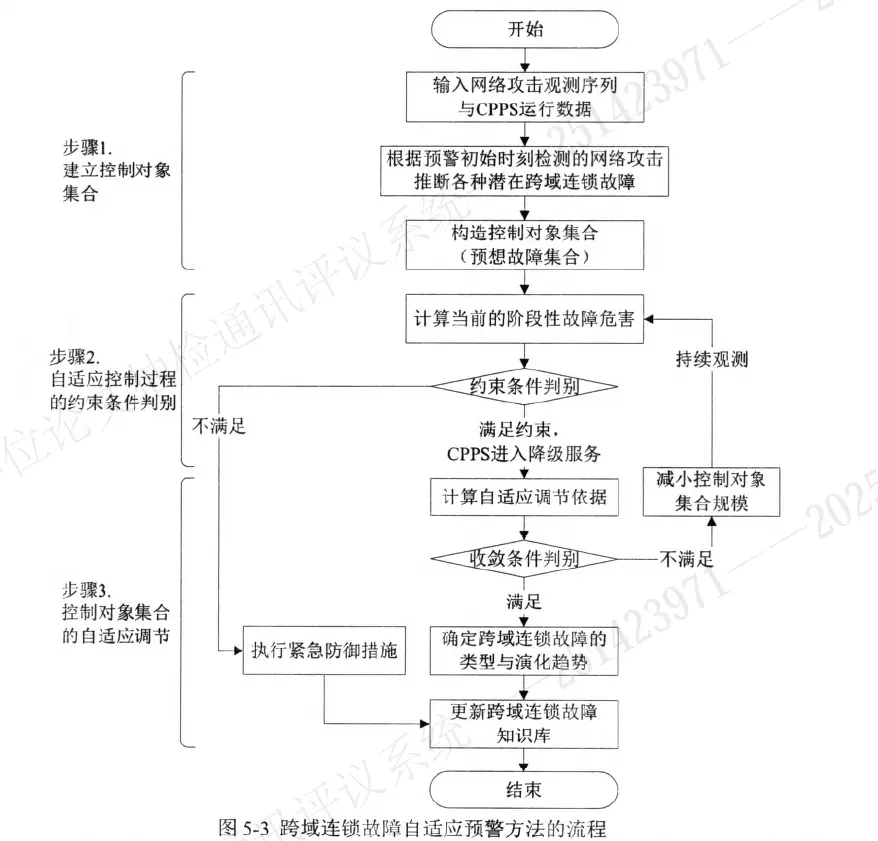 开始
输入网络攻击观测序列
与CPPS运行数据
步骤1.
建立控制对象
集合
根据预警初始时刻检测的网络攻击
推断各种潜在跨域连锁故障
构造控制对象集合
（预想故障集合）
计算当前的阶段性故障危害
持续观测
步骤2.
自适应控制过程
的约束条件判别
约束条件判别
不满足
满足约束，
CPPS进入降级服务
减小控制对象
集合规模
计算自适应调节依据
收敛条件判别
不满足
满足
步骤3.
控制对象集合
的自适应调节
执行紧急防御措施
确定跨域连锁故障的
类型与演化趋势
更新跨域连锁故障
知识库
结束
图 5-3 跨域连锁故障自适应预警方法的流程
251423971——2025
位论文抽检通讯评议系统
251423971——2025
讯评议系统